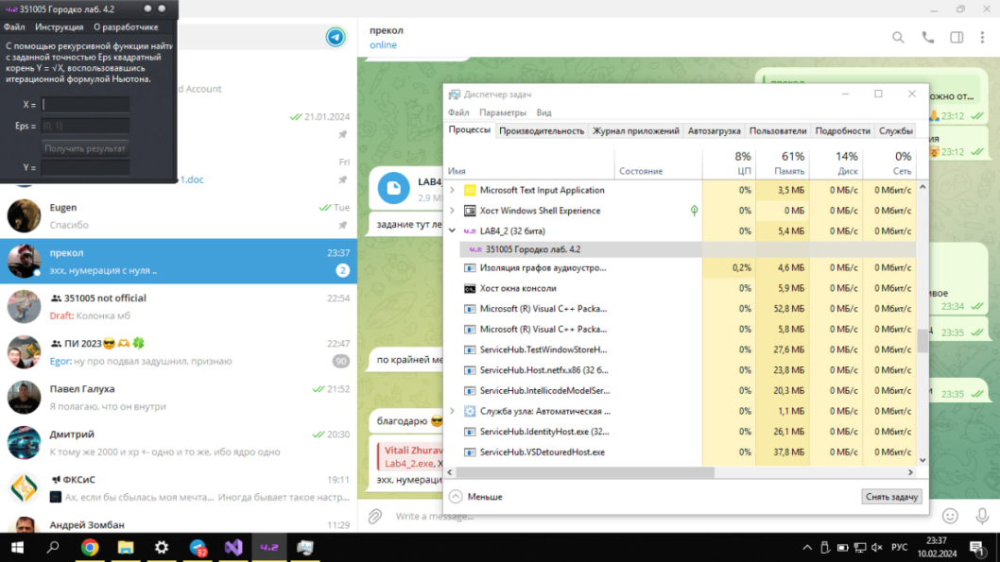 ч.2 351005 Городко лаб. 4.2
Файл Инструкция О разработчике
С помощью рекурсивной функции найти
с заданной точностью Eps квадратный
корень Y = √X, воспользовавшись
итерационной формулой Ньютона.
X =
Eps = (0, 1)
Получить результат
Y =
d Account
21.01.2024
Fri
1.doc
Eugen
Tue
Спасибо
прекол
23:37
эхх, нумерация с нуля ..
2
351005 not official
22:54
Draft: Колонка мб
ПИ 2023
22:47
Egor: ну про подвал задушнил, признаю
90
Павел Галуха
21:52
Я полагаю, что он внутри
Дмитрий
20:30
К тому же 2000 и хр +- одно и то же, ибо ядро одно
ФКСиС
19:11
Ах, если бы сбылась моя мечта... Иногда бывает такое настр...
Андрей Зомбан
11:29
прекол
online
прекол
ожно от...
23:12
ия
23:12
LAB4_
2.9 M
задание тут ле
ивое
23:34
23:35
по крайней ме
23:35
благодарю
Vitali Zhurav
Lab4_2.exe, X
эхх, нумераци
Write a message...
Диспетчер задач
Файл Параметры Вид
Процессы Производительность Журнал приложений Автозагрузка Пользователи Подробности Службы
8% 61% 14% 0%
Имя Состояние ЦП Память Диск Сеть
Microsoft Text Input Application 0% 3,5 МБ 0 МБ/с 0 Мбит/с
Хост Windows Shell Experience 0% 0 МБ 0 МБ/с 0 Мбит/с
ч.2 LAB4_2 (32 бита) 0% 5,4 МБ 0 МБ/с 0 Мбит/с
ч.2 351005 Городко лаб. 4.2
Изоляция графов аудиоустро... 0,2% 4,6 МБ 0 МБ/с 0 Мбит/с
Хост окна консоли 0% 5,9 МБ 0 МБ/с 0 Мбит/с
Microsoft (R) Visual C++ Packa... 0% 52,8 МБ 0 МБ/с 0 Мбит/с
Microsoft (R) Visual C++ Packa... 0% 5,8 МБ 0 МБ/с 0 Мбит/с
ServiceHub.TestWindowStoreH... 0% 27,6 МБ 0 МБ/с 0 Мбит/с
ServiceHub.Host.netfx.x86 (32 б... 0% 23,8 МБ 0 МБ/с 0 Мбит/с
ServiceHub.IntellicodeModelSer... 0% 20,3 МБ 0 МБ/с 0 Мбит/с
Служба узла: Автоматическая ... 0% 1,1 МБ 0 МБ/с 0 Мбит/с
ServiceHub.IdentityHost.exe (32... 0% 26,1 МБ 0 МБ/с 0 Мбит/с
ServiceHub.VSDetouredHost.exe 0% 37,8 МБ 0 МБ/с 0 Мбит/с
Меньше
Снять задачу
92
ч.2
РУС
23:37
10.02.2024
1